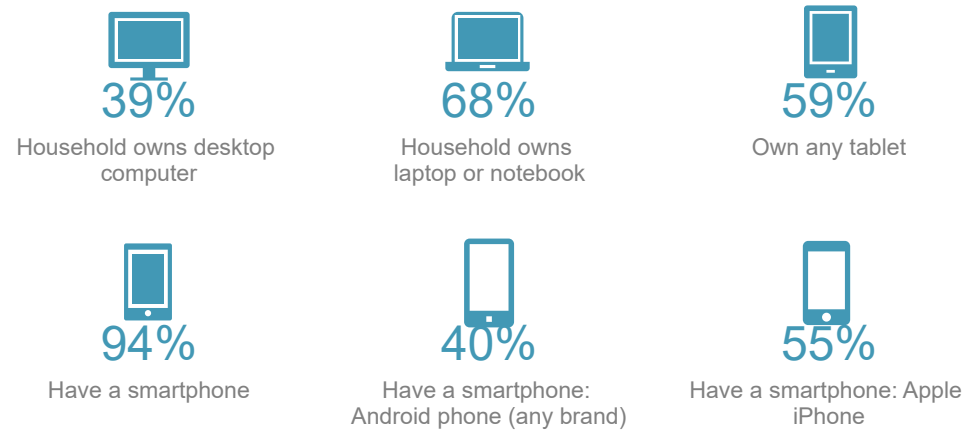 39%
Household owns desktop
computer
68%
Household owns
laptop or notebook
59%
Own any tablet
94%
Have a smartphone
40%
Have a smartphone:
Android phone (any brand)
55%
Have a smartphone: Apple
iPhone